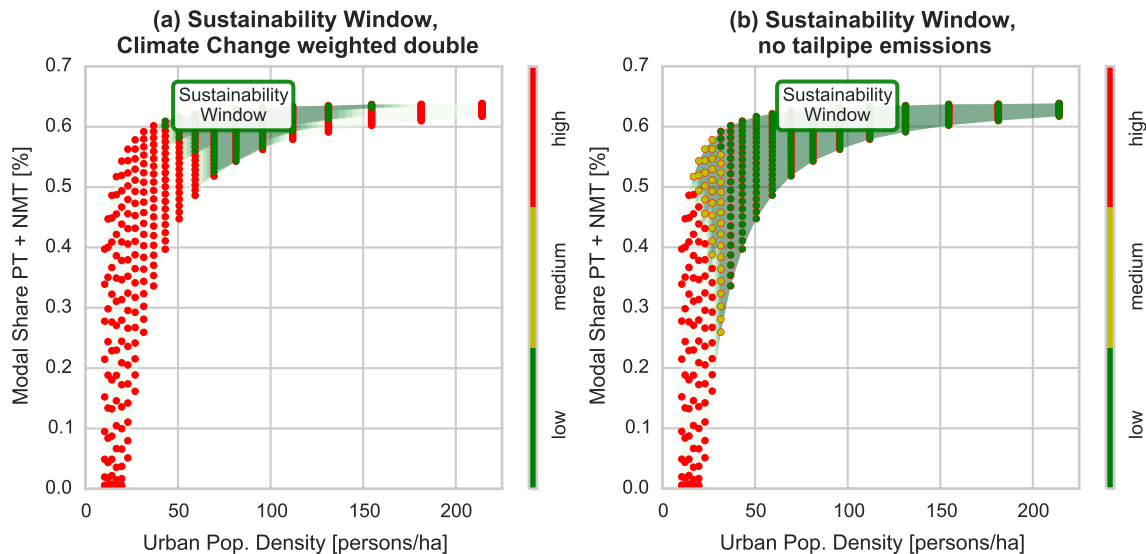 (a) Sustainability Window,
Climate Change weighted double
0.7
0.6
0.5
0.4
0.3
0.2
0.1
0.0
Modal Share PT + NMT [%]
Sustainability
Window
0
50
100
150
200
Urban Pop. Density [persons/ha]
high
medium
low
(b) Sustainability Window,
no tailpipe emissions
0.7
0.6
0.5
0.4
0.3
0.2
0.1
0.0
Modal Share PT + NMT [%]
Sustainability
Window
0
50
100
150
200
Urban Pop. Density [persons/ha]
high
medium
low